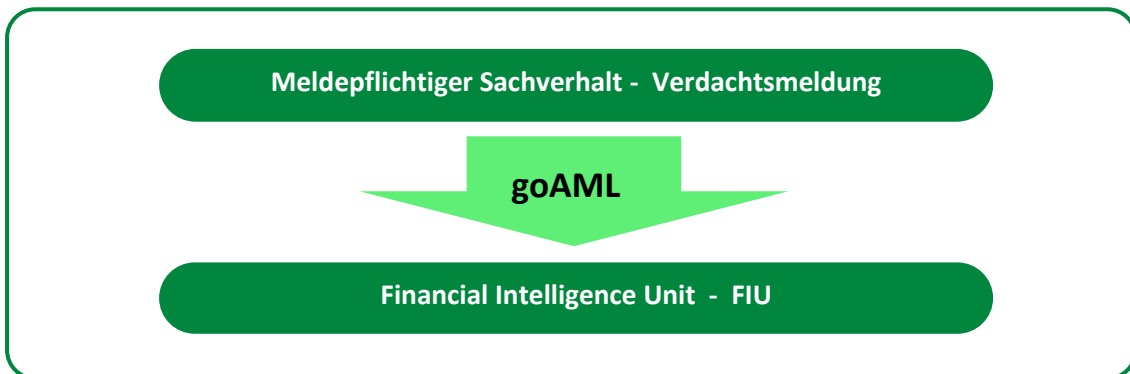 Meldepflichtiger Sachverhalt - Verdachtsmeldung
goAML
Financial Intelligence Unit - FIU